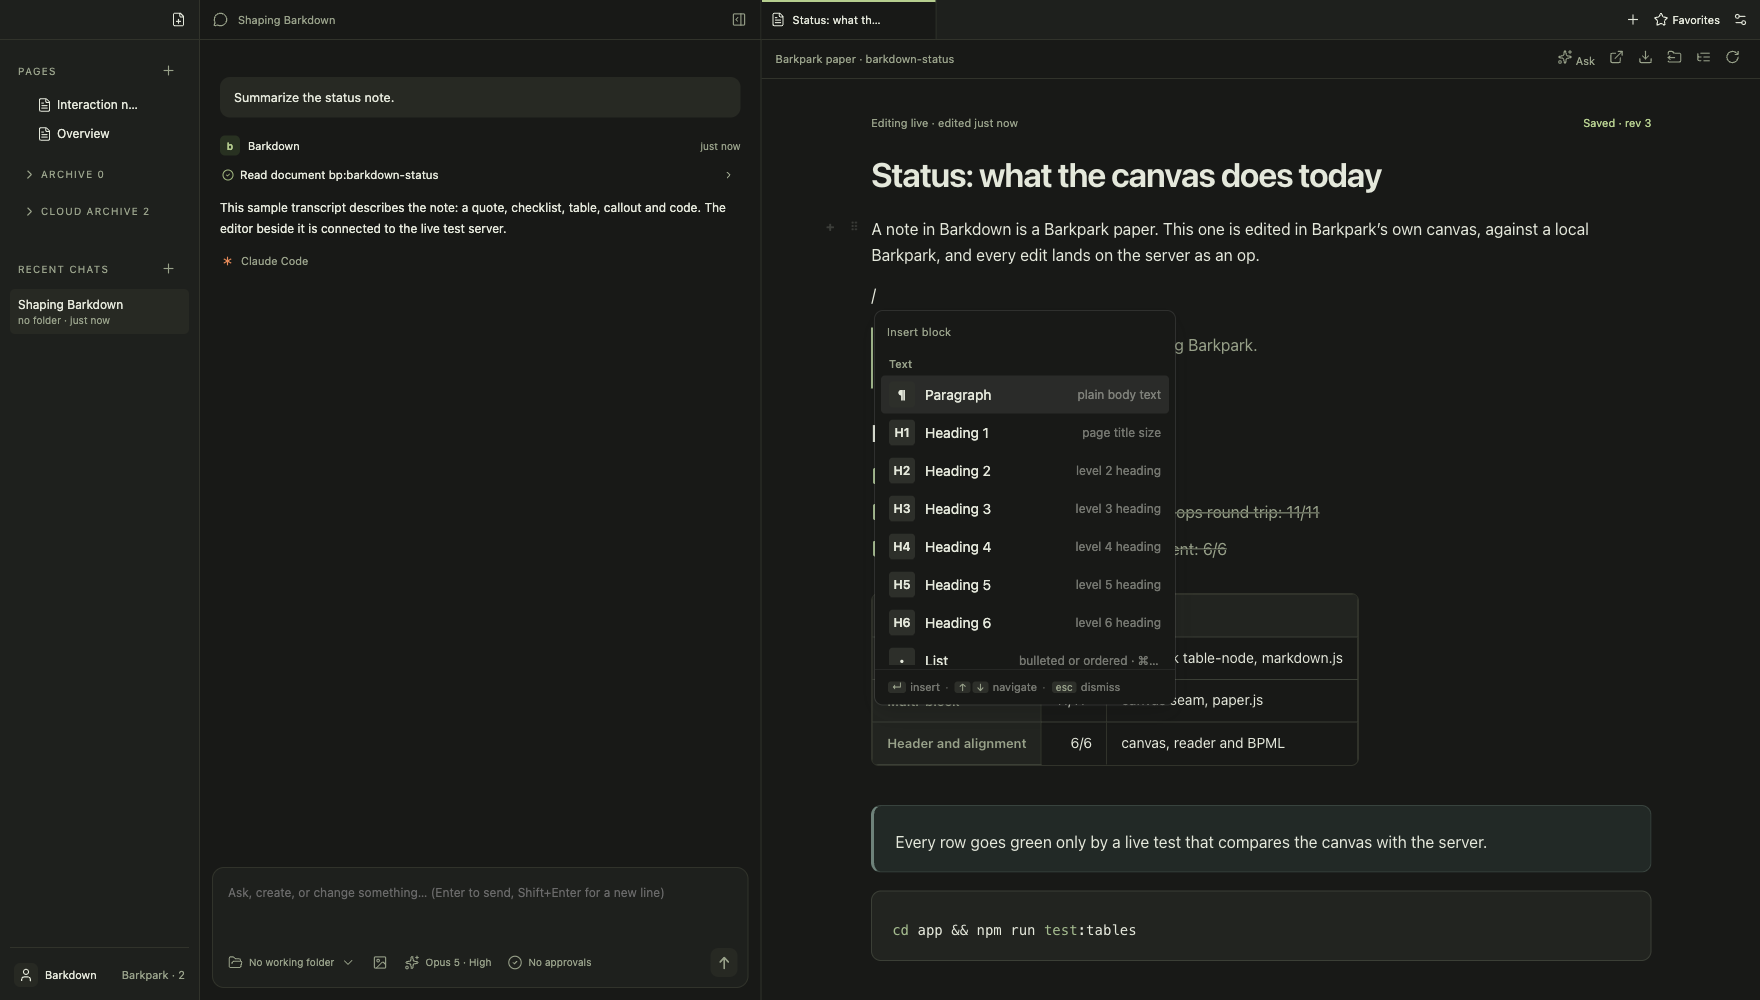 Shaping Barkdown
Status: what th...
Favorites
PAGES
Interaction n...
Overview
ARCHIVE 0
CLOUD ARCHIVE 2
RECENT CHATS
Shaping Barkdown
no folder · just now
Barkdown
Barkpark · 2
Summarize the status note.
b Barkdown
just now
Read document bp:barkdown-status
This sample transcript describes the note: a quote, checklist, table, callout and code. The
editor beside it is connected to the live test server.
Claude Code
Ask, create, or change something... (Enter to send, Shift+Enter for a new line)
No working folder
Opus 5 · High
No approvals
Barkpark paper · barkdown-status
Ask
Editing live · edited just now
Saved · rev 3
Status: what the canvas does today
A note in Barkdown is a Barkpark paper. This one is edited in Barkpark’s own canvas, against a local
Barkpark, and every edit lands on the server as an op.
/
Insert block
Text
¶ Paragraph plain body text
H1 Heading 1 page title size
H2 Heading 2 level 2 heading
H3 Heading 3 level 3 heading
H4 Heading 4 level 4 heading
H5 Heading 5 level 5 heading
H6 Heading 6 level 6 heading
• List bulleted or ordered · ⌘...
↵ insert · ↑ ↓ navigate · esc dismiss
Barkpark.
ops round trip: 11/11
6/6
table-node, markdown.js
seam, paper.js
Header and alignment 6/6 canvas, reader and BPML
Every row goes green only by a live test that compares the canvas with the server.
cd app && npm run test:tables